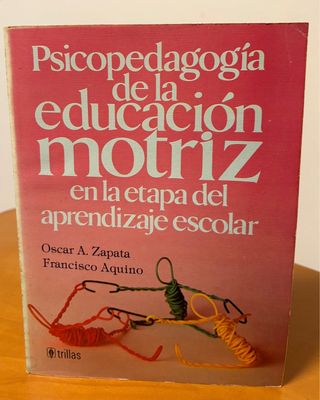 Psicopedagogía
de la
educación
motriz
en la etapa del
aprendizaje escolar
Oscar A. Zapata
Francisco Aquino
trillas